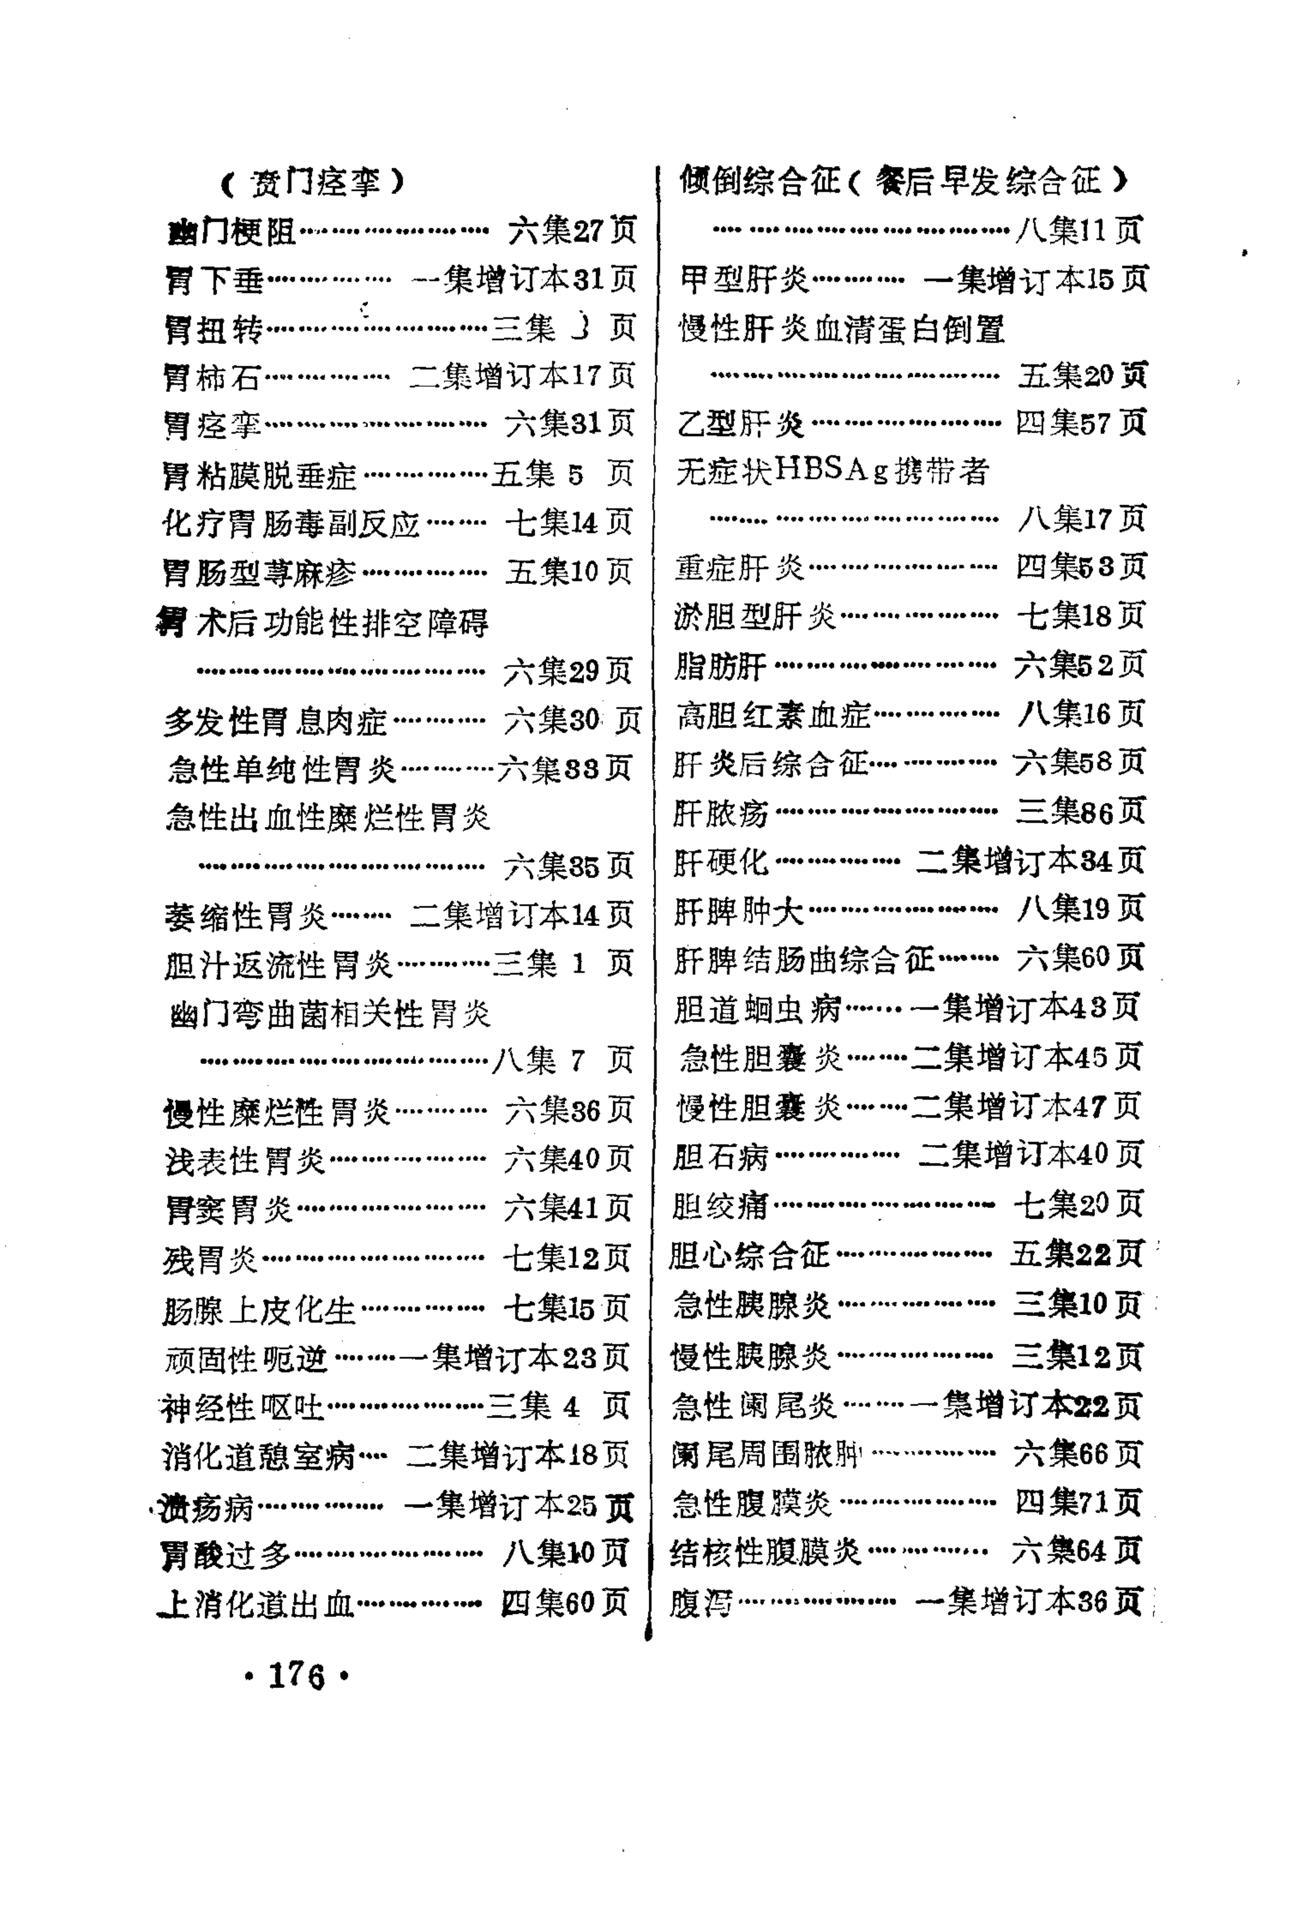 （贲门痉挛）
幽门梗阻…………………… 六集27页
胃下垂…………… 一集增订本31页
胃扭转………………………三集 页
胃柿石…………… 二集增订本17页
胃痉挛……………………… 六集31页
胃粘膜脱垂症……………五集 5 页
化疗胃肠毒副反应……… 七集14页
胃肠型荨麻疹…………… 五集10页
胃术后功能性排空障碍
……………………………… 六集29页
多发性胃息肉症………… 六集30页
急性单纯性胃炎…………六集33页
急性出血性糜烂性胃炎
……………………………… 六集35页
萎缩性胃炎……… 二集增订本14页
胆汁返流性胃炎…………三集 1 页
幽门弯曲菌相关性胃炎
………………………………八集 7 页
慢性糜烂性胃炎………… 六集36页
浅表性胃炎……………… 六集40页
胃窦胃炎…………………… 六集41页
残胃炎……………………… 七集12页
肠腺上皮化生…………… 七集15页
顽固性呃逆………一集增订本23页
神经性呕吐………………三集 4 页
消化道憩室病…… 二集增订本18页
溃疡病…………… 一集增订本25页
胃酸过多…………………… 八集10页
上消化道出血…………… 四集60页
·176·
倾倒综合征（餐后早发综合征）
………………………………八集11页
甲型肝炎………… 一集增订本15页
慢性肝炎血清蛋白倒置
……………………………… 五集20页
乙型肝炎…………………… 四集57页
无症状HBSAg携带者
……………………………… 八集17页
重症肝炎…………………… 四集53页
淤胆型肝炎……………… 七集18页
脂肪肝……………………… 六集52页
高胆红素血症…………… 八集16页
肝炎后综合征…………… 六集58页
肝脓疡……………………… 三集86页
肝硬化…………… 二集增订本34页
肝脾肿大…………………… 八集19页
肝脾结肠曲综合征……… 六集60页
胆道蛔虫病………一集增订本43页
急性胆囊炎………二集增订本45页
慢性胆囊炎………二集增订本47页
胆石病…………… 二集增订本40页
胆绞痛……………………… 七集20页
胆心综合征……………… 五集22页
急性胰腺炎……………… 三集10页
慢性胰腺炎……………… 三集12页
急性阑尾炎………一集增订本22页
阑尾周围脓肿…………… 六集66页
急性腹膜炎……………… 四集71页
结核性腹膜炎…………… 六集64页
腹泻……………… 一集增订本36页